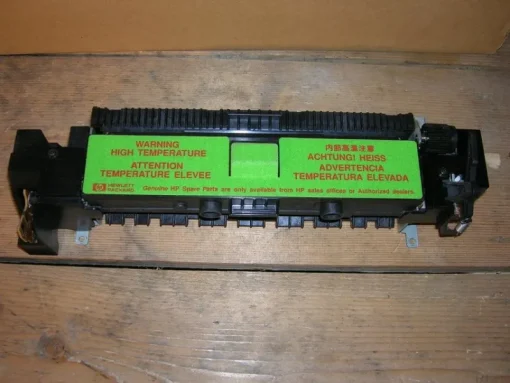 WARNING
HIGH TEMPERATURE
ATTENTION
TEMPERATURE ELEVEE
内部高温注意
ACHTUNG! HEISS
ADVERTENCIA
TEMPERATURA ELEVADA
hp HEWLETT
PACKARD
Genuine HP Spare Parts are only available from HP sales offices or Authorized dealers.